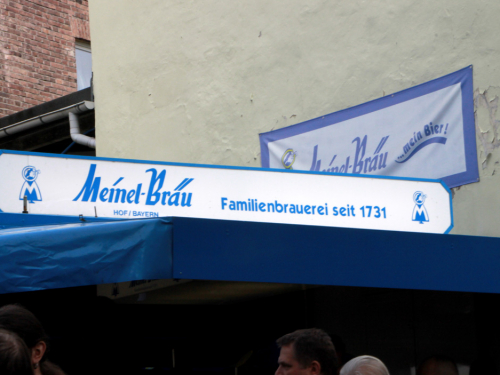 Meinel-Bräu
...mein Bier!
Meinel-Bräu
HOF/BAYERN
Familienbrauerei seit 1731